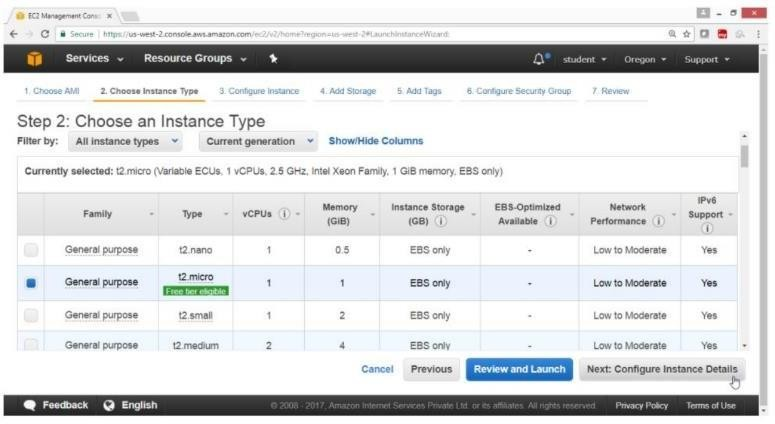 EC2 Management Conso
Secure | https://us-west-2.console.aws.amazon.com/ec2/v2/home?region=us-west-2#LaunchInstanceWizard:
Services Resource Groups student Oregon Support
1. Choose AMI 2. Choose Instance Type 3. Configure Instance 4. Add Storage 5. Add Tags 6. Configure Security Group 7. Review
Step 2: Choose an Instance Type
Filter by: All instance types Current generation Show/Hide Columns
Currently selected: t2.micro (Variable ECUs, 1 vCPUs, 2.5 GHz, Intel Xeon Family, 1 GiB memory, EBS only)
Family Type vCPUs Memory (GiB) Instance Storage (GB) EBS-Optimized Available Network Performance IPv6 Support
General purpose t2.nano 1 0.5 EBS only - Low to Moderate Yes
General purpose t2.micro Free tier eligible 1 1 EBS only - Low to Moderate Yes
General purpose t2.small 1 2 EBS only - Low to Moderate Yes
General purpose t2.medium 2 4 EBS only - Low to Moderate Yes
Cancel Previous Review and Launch Next: Configure Instance Details
Feedback English © 2008 - 2017, Amazon Internet Services Private Ltd. or its affiliates. All rights reserved. Privacy Policy Terms of Use